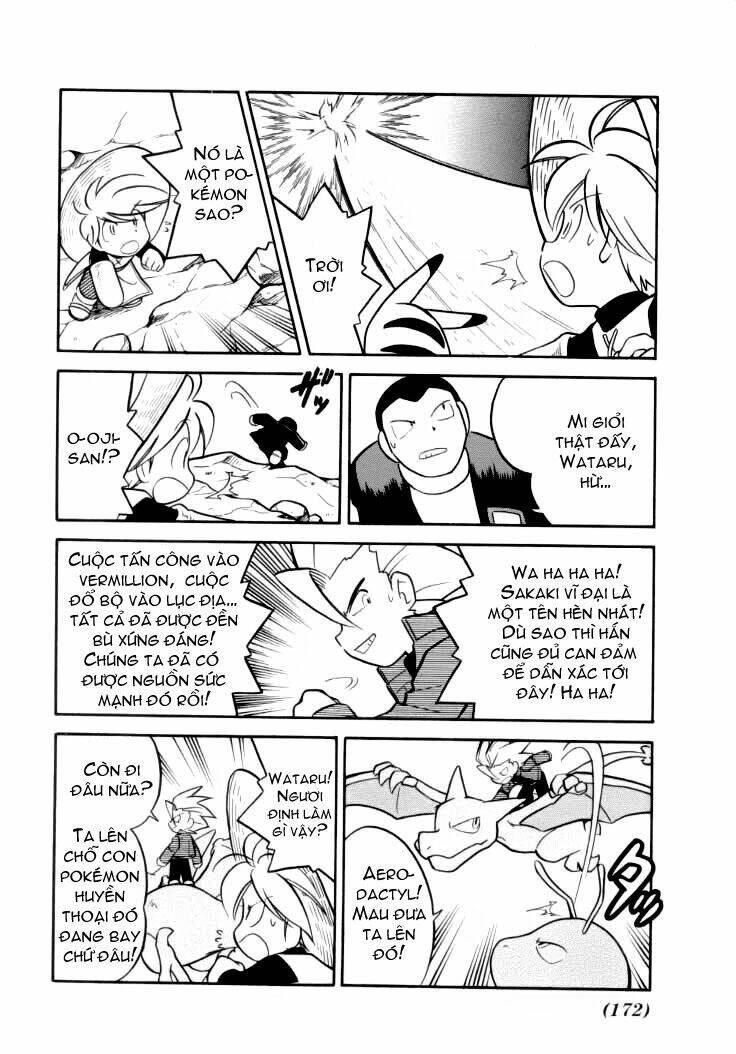 TRỜI
ƠI!
NÓ LÀ
MỘT PO-
KÉMON
SAO?
MI GIỎI
THẬT ĐẤY,
WATARU,
HỪ...
O-OJI-
SAN!?
WA HA HA HA!
SAKAKI VĨ ĐẠI LÀ
MỘT TÊN HÈN NHÁT!
DÙ SAO THÌ HẮN
CŨNG ĐỦ CAN ĐẢM
ĐỂ DẪN XÁC TỚI
ĐÂY! HA HA!
CUỘC TẤN CÔNG VÀO
VERMILLION, CUỘC
ĐỔ BỘ VÀO LỤC ĐỊA...
TẤT CẢ ĐÃ ĐƯỢC ĐỀN
BÙ XỨNG ĐÁNG!
CHÚNG TA ĐÃ CÓ
ĐƯỢC NGUỒN SỨC
MẠNH ĐÓ RỒI!
AERO-
DACTYL!
MAU ĐƯA
TA LÊN
ĐÓ!
タッ
WATARU!
NGƯƠI
ĐỊNH LÀM
GÌ VẬY?
CÒN ĐI
ĐÂU NỮA?
TA LÊN
CHỖ CON
POKÉMON
HUYỀN
THOẠI ĐÓ
ĐANG BAY
CHỨ ĐÂU!
(172)